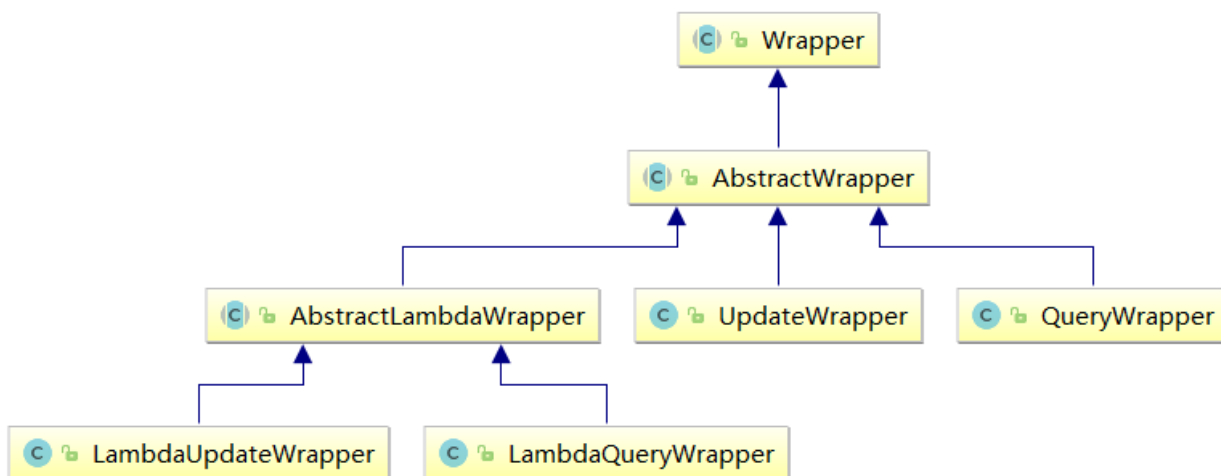 C Wrapper
C AbstractWrapper
C AbstractLambdaWrapper
C UpdateWrapper
C QueryWrapper
C LambdaUpdateWrapper
C LambdaQueryWrapper